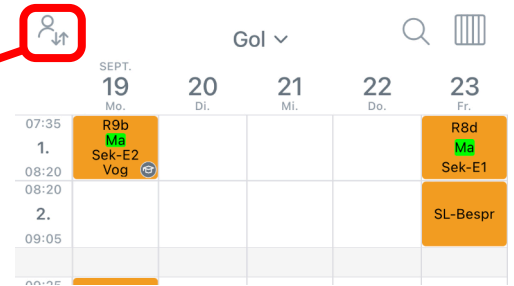 Gol
SEPT.
19 20 21 22 23
Mo. Di. Mi. Do. Fr.
07:35
1.
08:20
R9b
Ma
Sek-E2
Vog
R8d
Ma
Sek-E1
08:20
2.
09:05
SL-Bespr